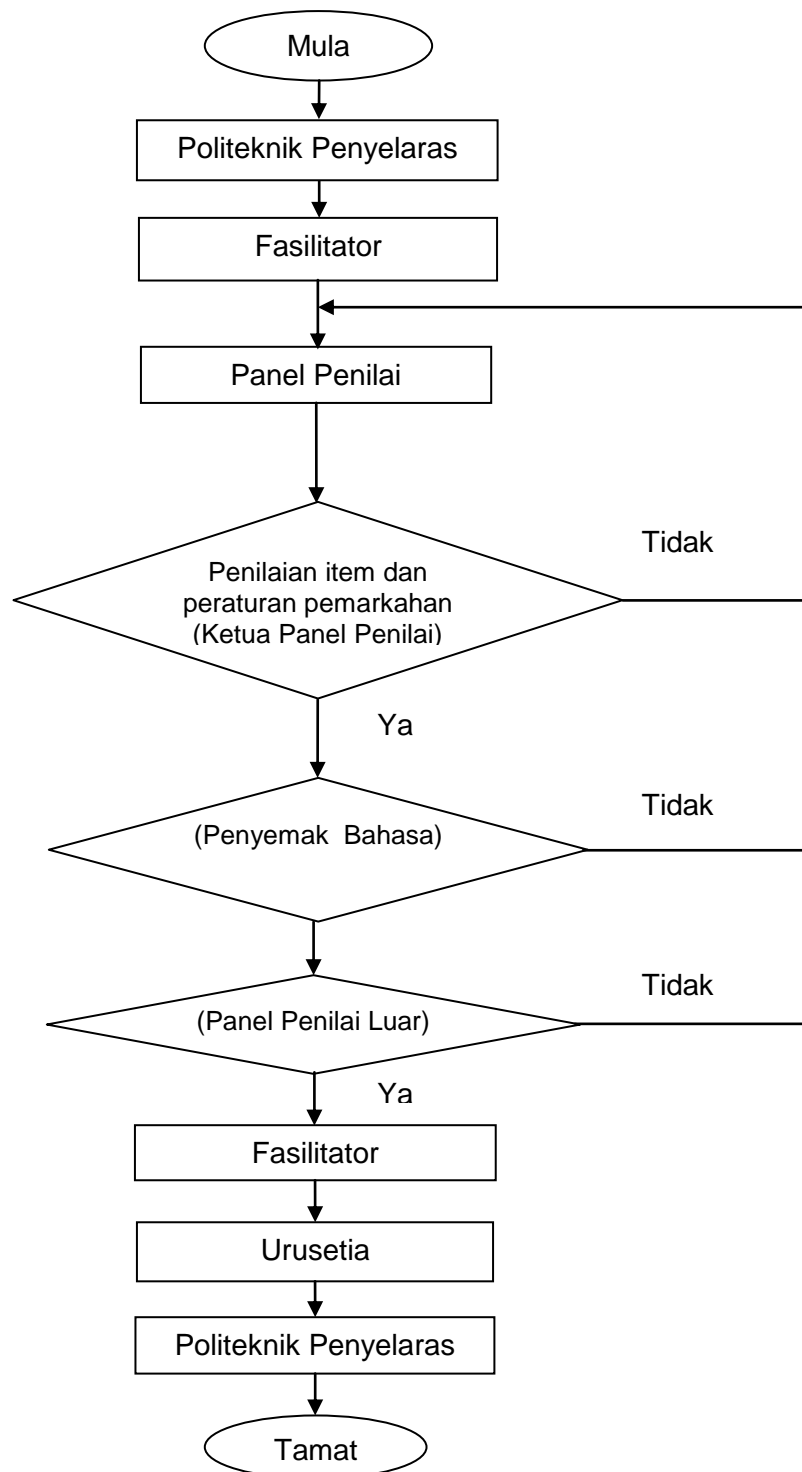 Mula
Politeknik Penyelaras
Fasilitator
Panel Penilai
Tidak
Penilaian item dan
peraturan pemarkahan
(Ketua Panel Penilai)
Ya
Tidak
(Penyemak Bahasa)
Tidak
(Panel Penilai Luar)
Ya
Fasilitator
Urusetia
Politeknik Penyelaras
Tamat